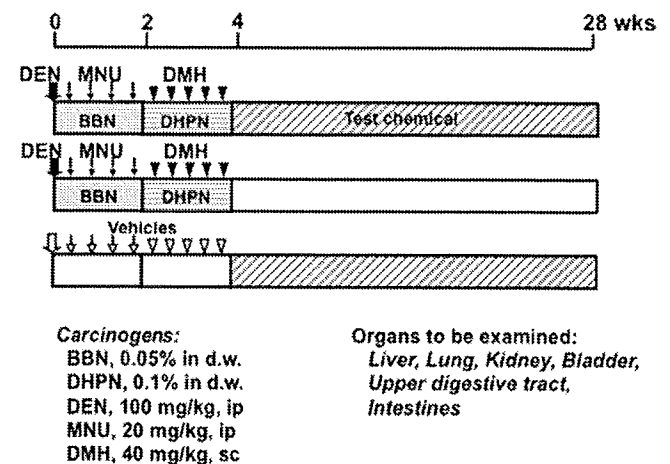 0 2 4 28 wks
DEN MNU DMH
BBN DHPN Test chemical
DEN MNU DMH
BBN DHPN
Vehicles
Carcinogens:
BBN, 0.05% in d.w.
DHPN, 0.1% in d.w.
DEN, 100 mg/kg, ip
MNU, 20 mg/kg, ip
DMH, 40 mg/kg, sc
Organs to be examined:
Liver, Lung, Kidney, Bladder,
Upper digestive tract,
Intestines